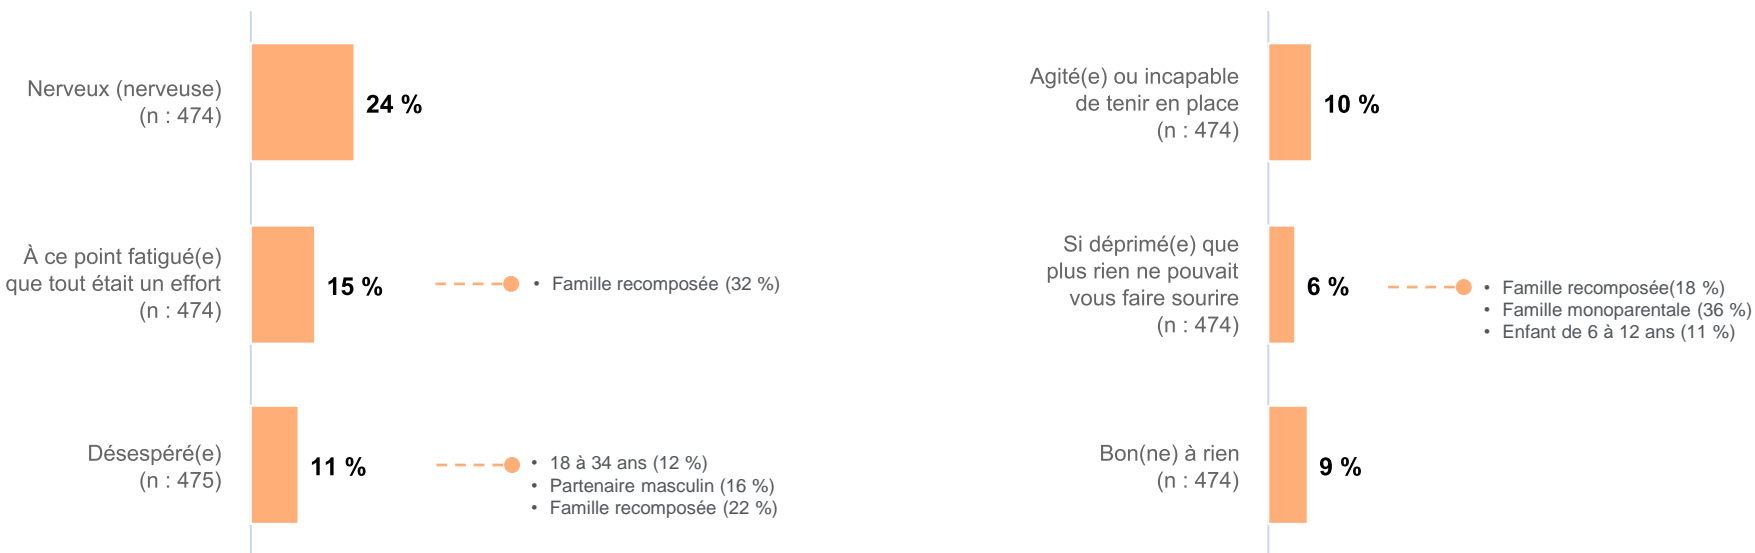 Nerveux (nerveuse)
(n : 474)
24 %
À ce point fatigué(e)
que tout était un effort
(n : 474)
15 %
• Famille recomposée (32 %)
Désespéré(e)
(n : 475)
11 %
• 18 à 34 ans (12 %)
• Partenaire masculin (16 %)
• Famille recomposée (22 %)
Agité(e) ou incapable
de tenir en place
(n : 474)
10 %
Si déprimé(e) que
plus rien ne pouvait
vous faire sourire
(n : 474)
6 %
• Famille recomposée(18 %)
• Famille monoparentale (36 %)
• Enfant de 6 à 12 ans (11 %)
Bon(ne) à rien
(n : 474)
9 %